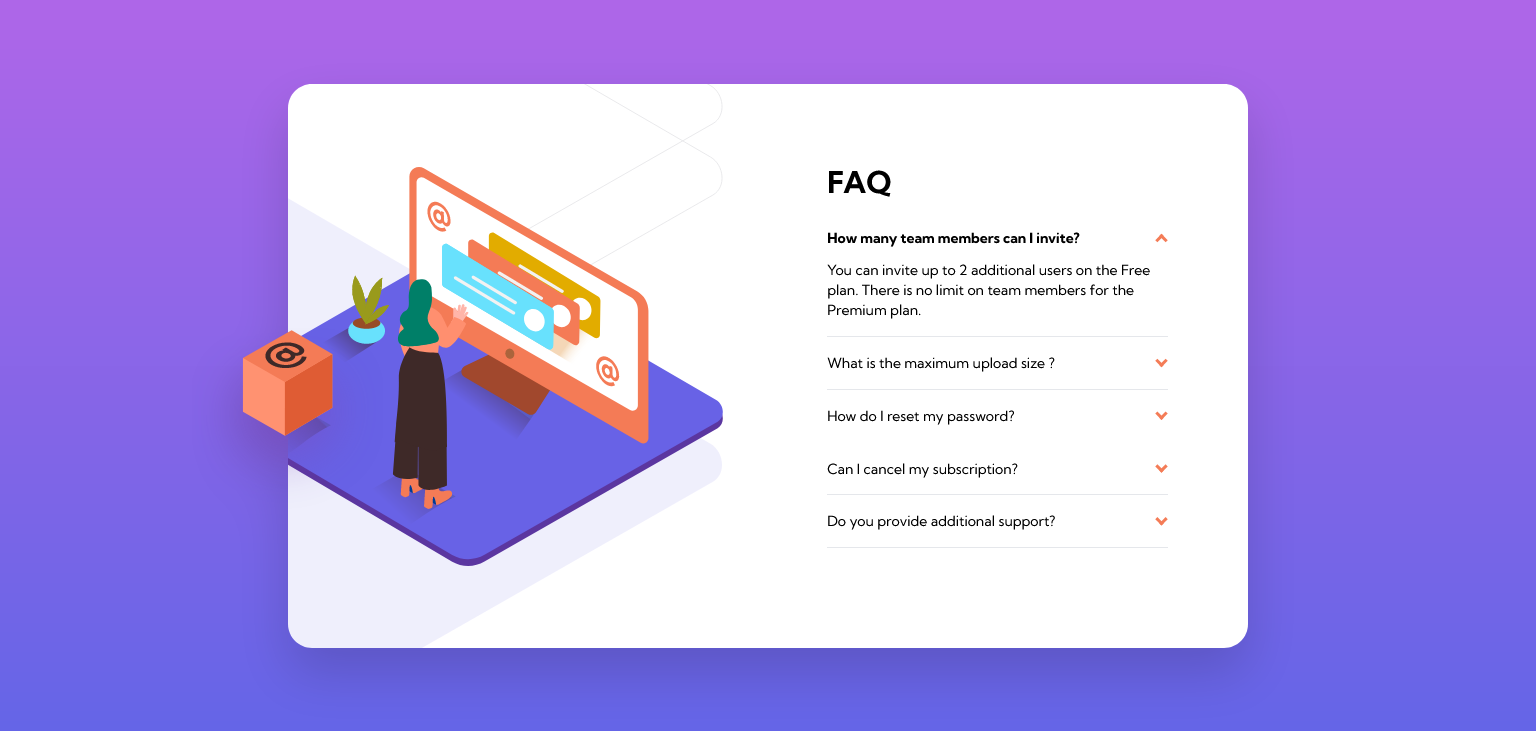 FAQ
How many team members can I invite?
You can invite up to 2 additional users on the Free
plan. There is no limit on team members for the
Premium plan.
What is the maximum upload size ?
How do I reset my password?
Can I cancel my subscription?
Do you provide additional support?
@
@
@